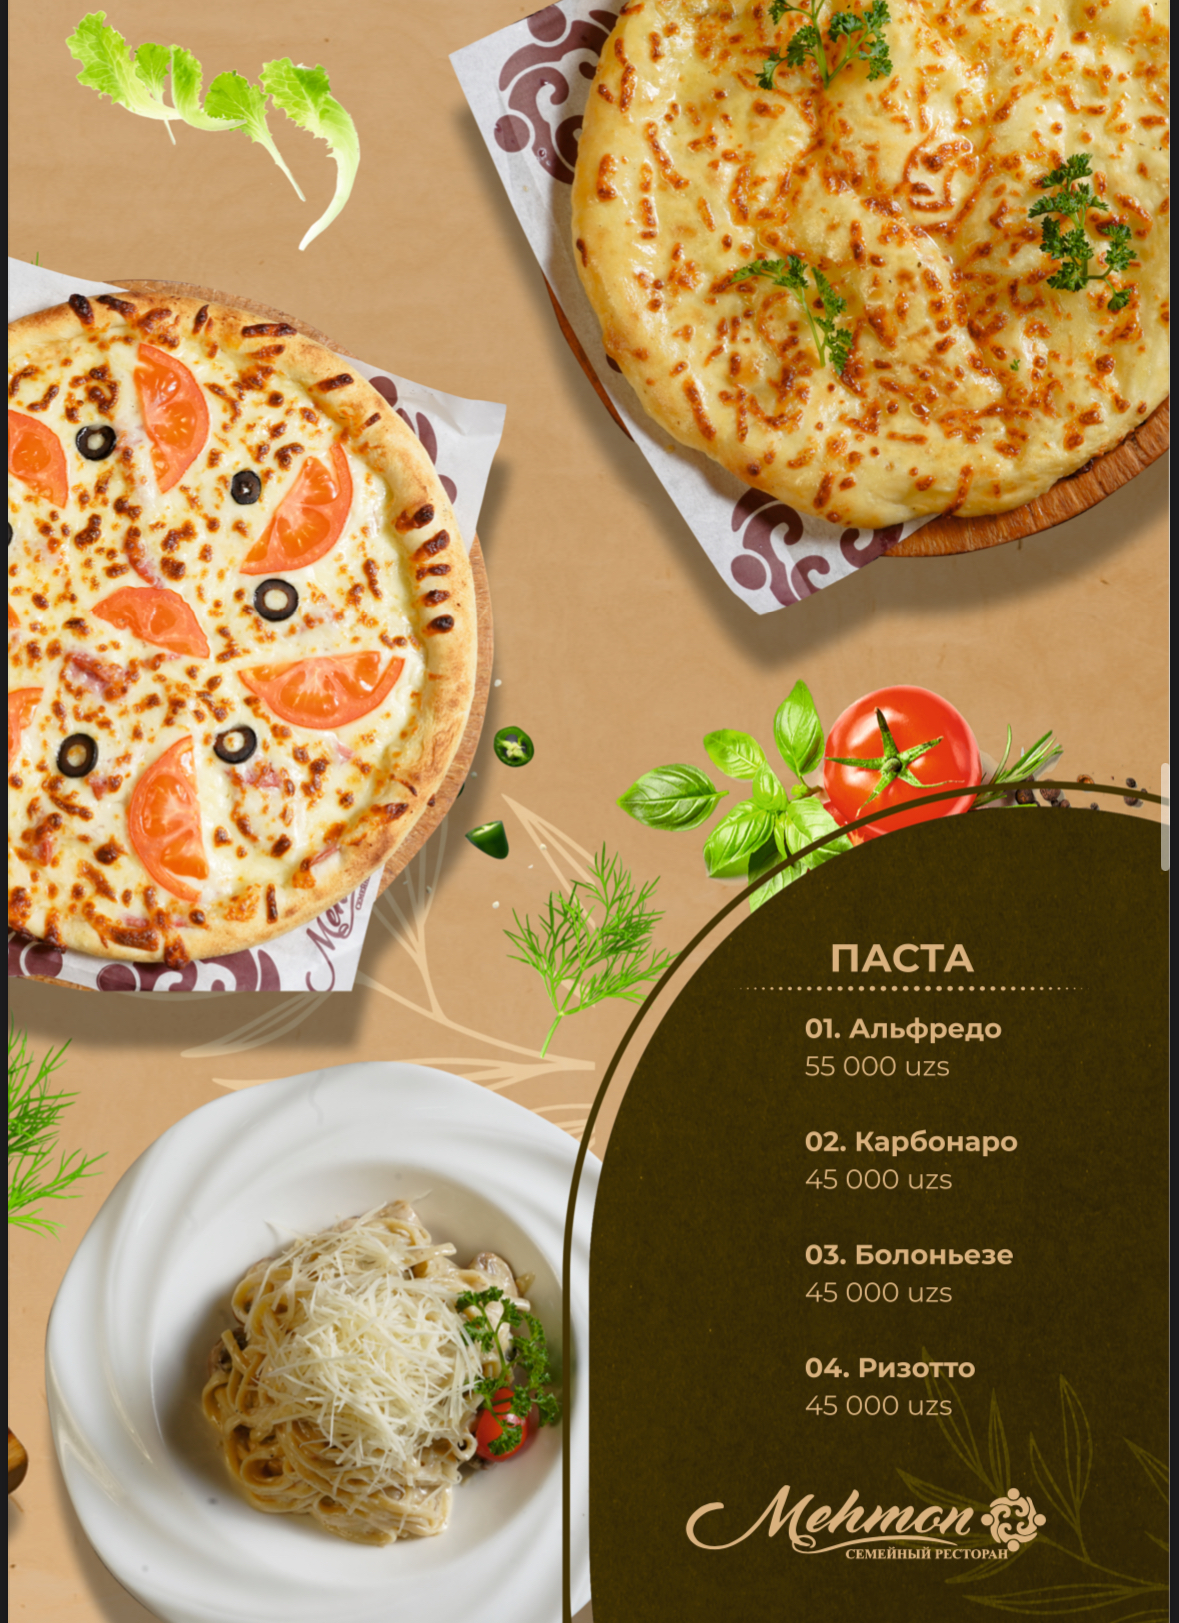 ПАСТА
01. Альфредо
55 000 uzs
02. Карбонаро
45 000 uzs
03. Болоньезе
45 000 uzs
04. Ризотто
45 000 uzs
Mehmon
СЕМЕЙНЫЙ РЕСТОРАН